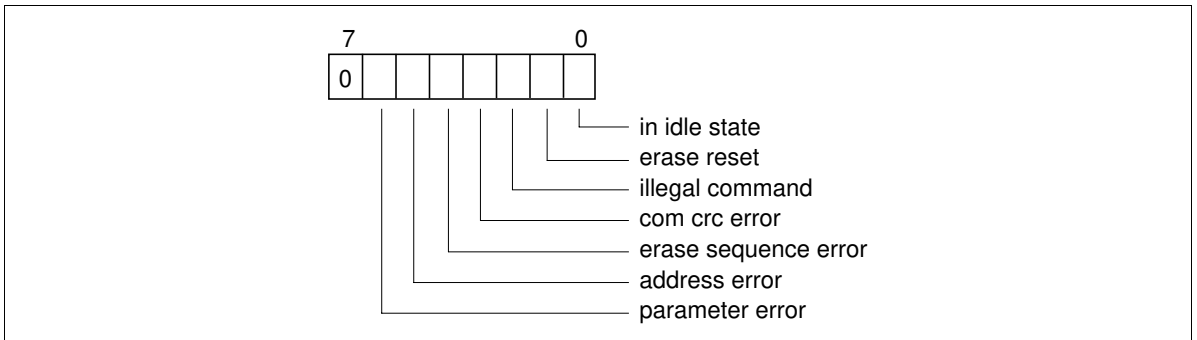 7 0
0
in idle state
erase reset
illegal command
com crc error
erase sequence error
address error
parameter error